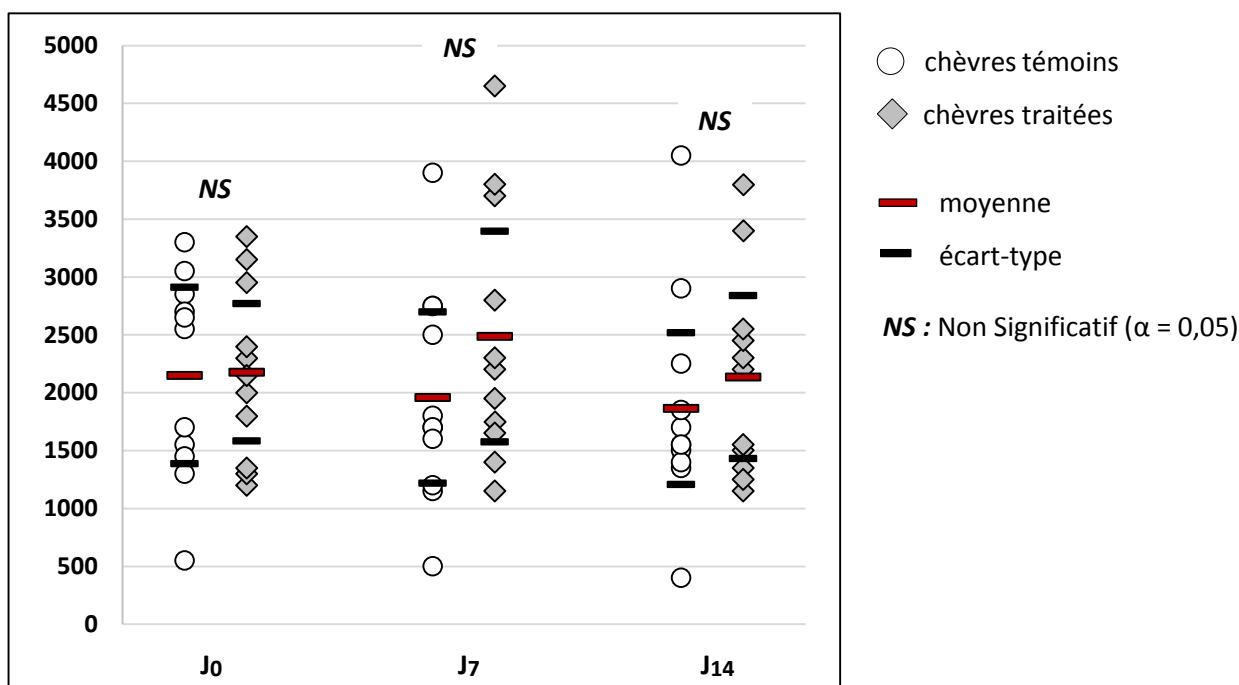 5000
4500
4000
3500
3000
2500
2000
1500
1000
500
0
NS
NS
NS
J0
J7
J14
chèvres témoins
chèvres traitées
moyenne
écart-type
NS : Non Significatif (α = 0,05)